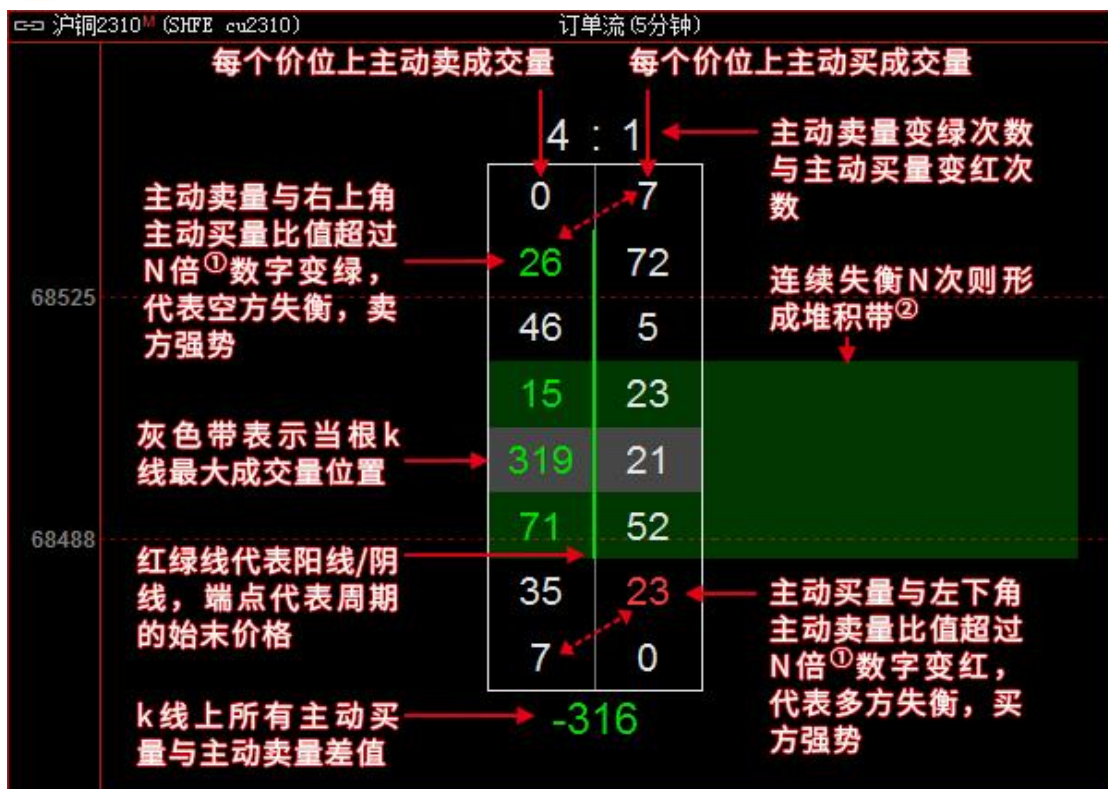 沪铜2310M (SHFE cu2310)
订单流(5分钟)
每个价位上主动卖成交量
每个价位上主动买成交量
4 : 1
主动卖量变绿次数
与主动买量变红次
数
0 7
主动卖量与右上角
主动买量比值超过
N倍①数字变绿，
代表空方失衡，卖
方强势
26 72
68525
连续失衡N次则形
成堆积带②
46 5
15 23
灰色带表示当根k
线最大成交量位置
319 21
71 52
68488
红绿线代表阳线/阴
线，端点代表周期
的始末价格
35 23
主动买量与左下角
主动卖量比值超过
N倍①数字变红，
代表多方失衡，买
方强势
7 0
k线上所有主动买
量与主动卖量差值
-316